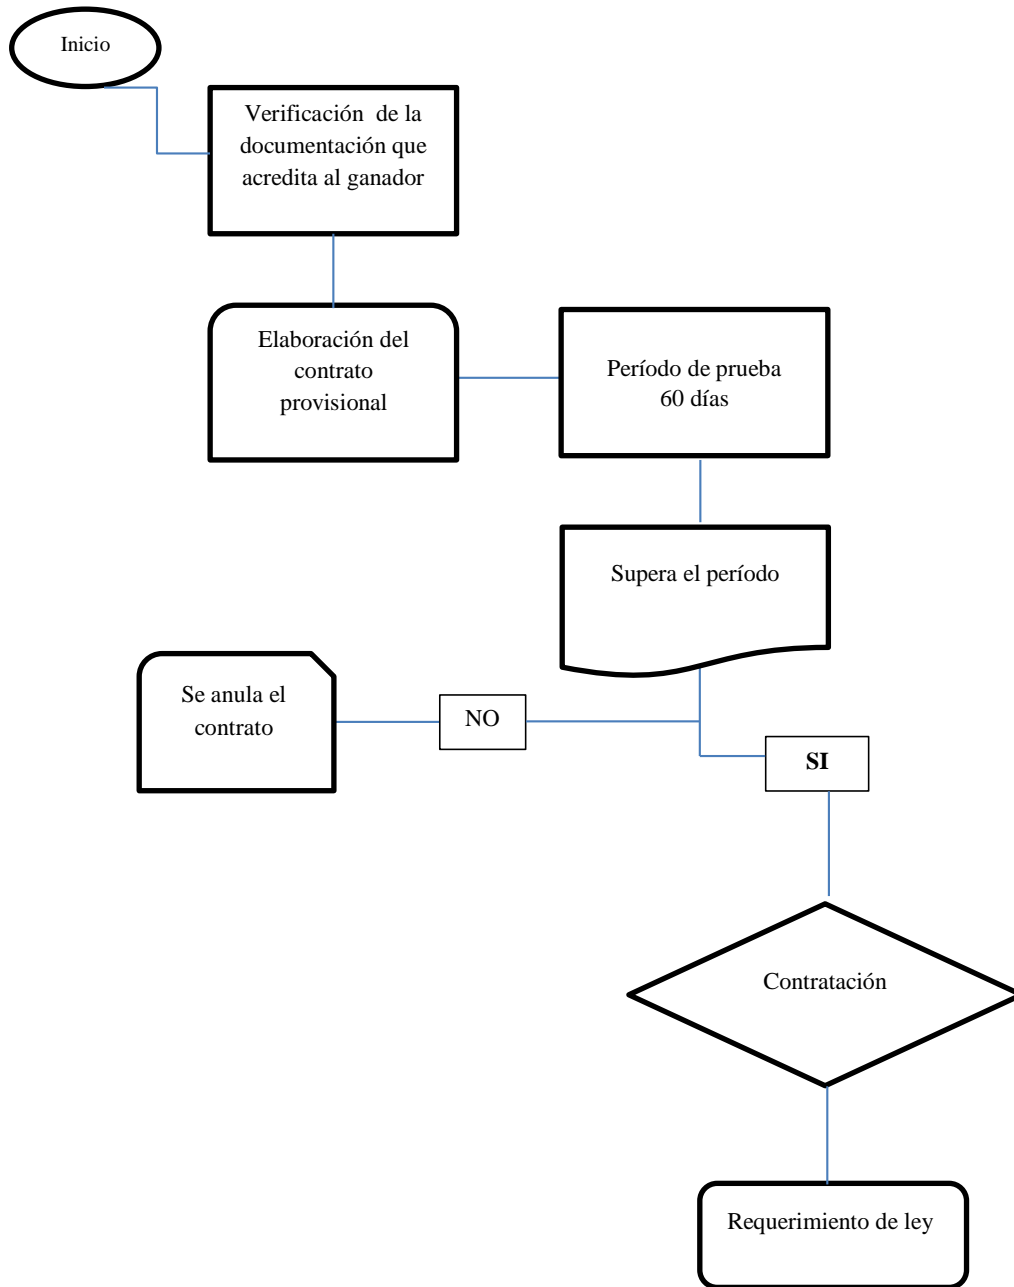 Inicio
Verificación de la
documentación que
acredita al ganador
Elaboración del
contrato
provisional
Período de prueba
60 días
Supera el período
Se anula el
contrato
NO
SI
Contratación
Requerimiento de ley